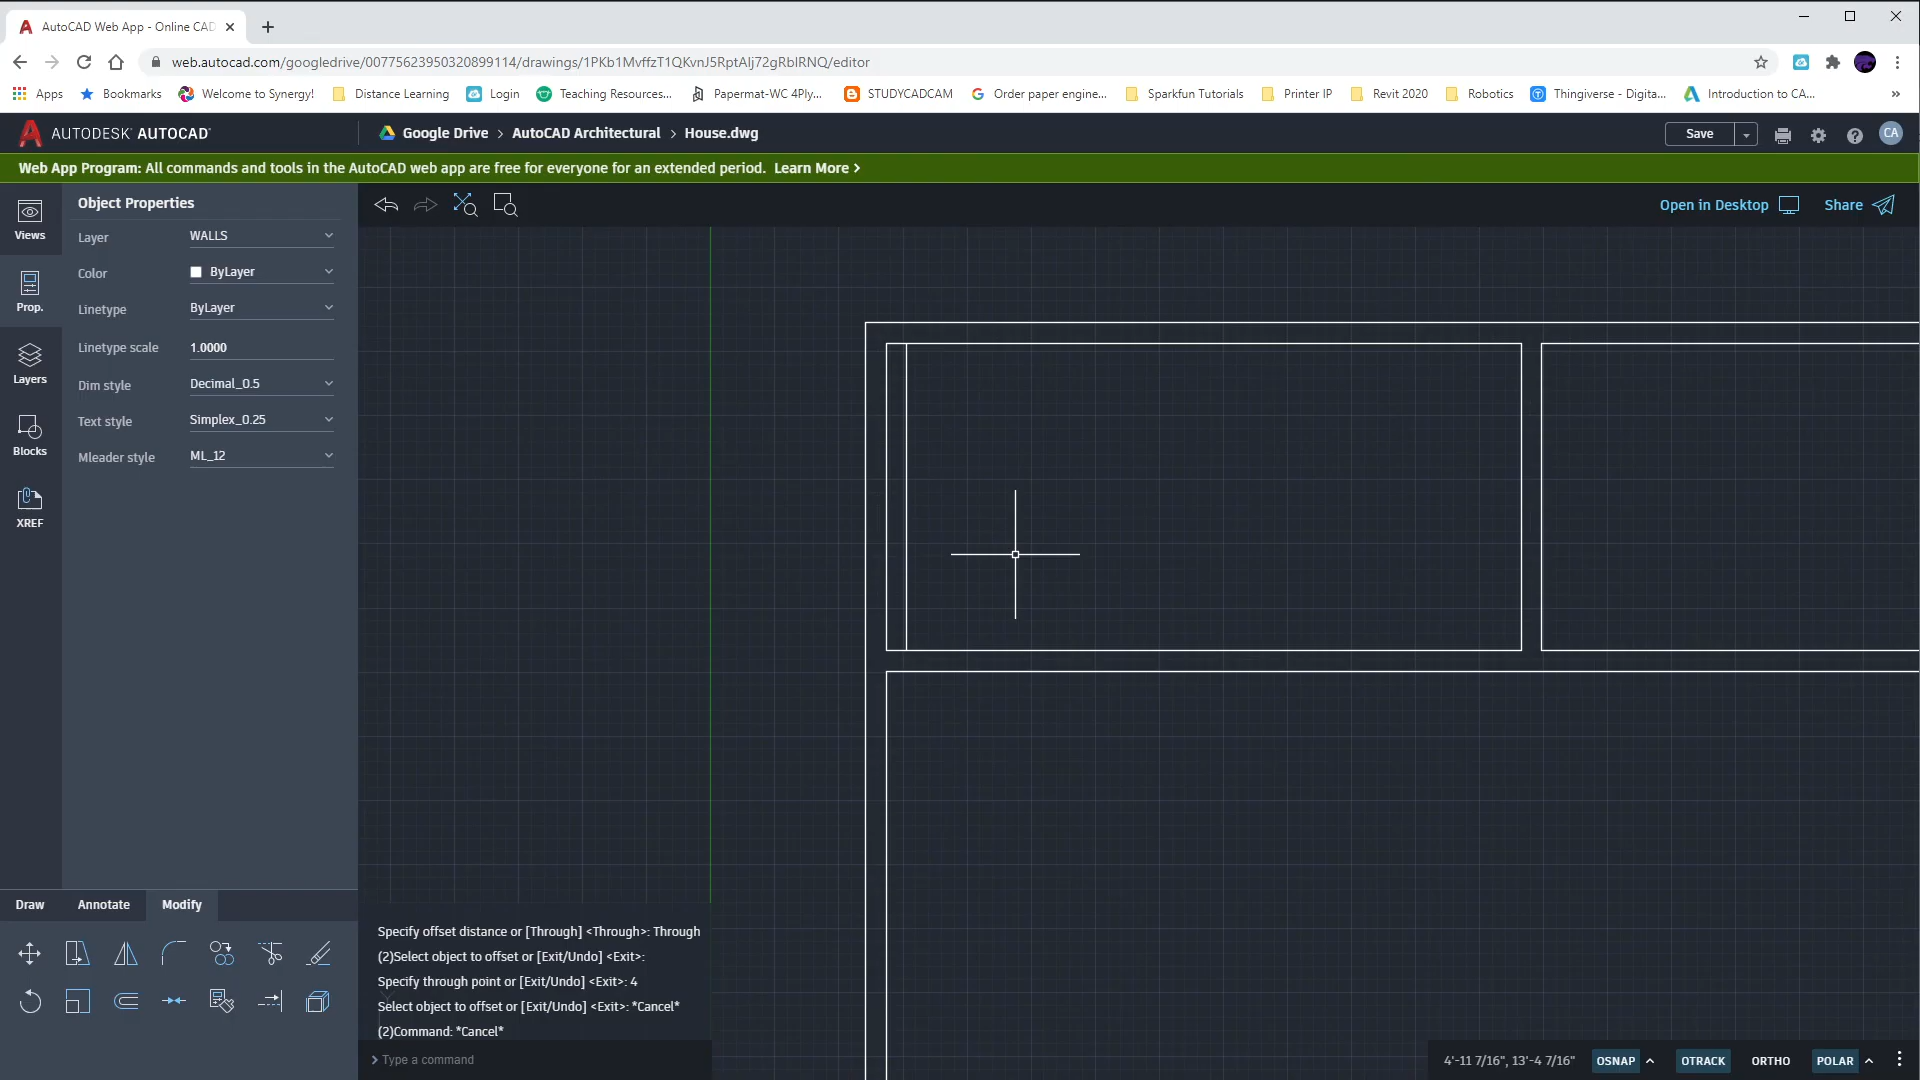 AutoCAD Web App - Online CAD
web.autocad.com/googledrive/00775623950320899114/drawings/1PKb1MvffzT1QKvnJ5RptAIj72gRbIRNQ/editor
Apps Bookmarks Welcome to Synergy! Distance Learning Login Teaching Resources... Papermat-WC 4Ply... STUDYCADCAM Order paper engine... Sparkfun Tutorials Printer IP Revit 2020 Robotics Thingiverse - Digita... Introduction to CA... »
AUTODESK AUTOCAD Google Drive > AutoCAD Architectural > House.dwg Save CA
Web App Program: All commands and tools in the AutoCAD web app are free for everyone for an extended period. Learn More >
Views
Prop.
Layers
Blocks
XREF
Object Properties
Layer WALLS
Color ByLayer
Linetype ByLayer
Linetype scale 1.0000
Dim style Decimal_0.5
Text style Simplex_0.25
Mleader style ML_12
Open in Desktop Share
Draw Annotate Modify
Specify offset distance or [Through] <Through>: Through
(2)Select object to offset or [Exit/Undo] <Exit>:
Specify through point or [Exit/Undo] <Exit>: 4
Select object to offset or [Exit/Undo] <Exit>: *Cancel*
(2)Command: *Cancel*
> Type a command
4'-11 7/16", 13'-4 7/16" OSNAP OTRACK ORTHO POLAR